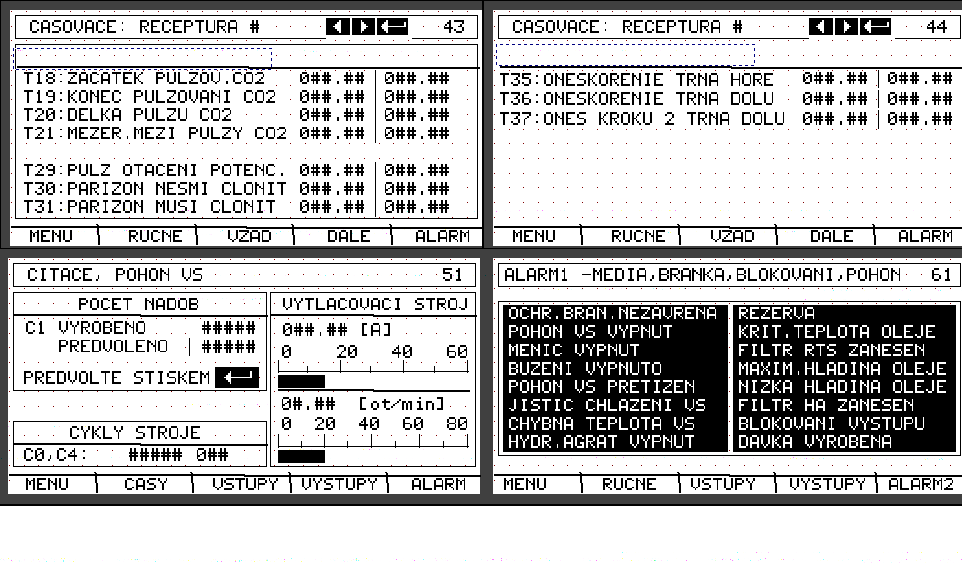 CASOVACE: RECEPTURA # 43
T18:ZACATEK PULZOV.CO2 0##.## 0##.##
T19:KONEC PULZOVANI CO2 0##.## 0##.##
T20:DELKA PULZU CO2 0##.## 0##.##
T21:MEZER.MEZI PULZY CO2 0##.## 0##.##
T29:PULZ OTACENI POTENC. 0##.## 0##.##
T30:PARIZON NESMI CLONIT 0##.## 0##.##
T31:PARIZON MUSI CLONIT 0##.## 0##.##
MENU RUCNE VZAD DALE ALARM
CASOVACE: RECEPTURA # 44
T35:ONESKORENIE TRNA HORE 0##.## 0##.##
T36:ONESKORENIE TRNA DOLU 0##.## 0##.##
T37:ONES KROKU 2 TRNA DOLU 0##.## 0##.##
MENU RUCNE VZAD DALE ALARM
CITACE, POHON VS 51
POCET NADOB
C1 VYROBENO #####
PREDVOLENO #####
PREDVOLTE STISKEM
CYKLY STROJE
C0,C4: ##### 0##
VYTLACOVACI STROJ
0##.## [A]
0 20 40 60
0#.## [ot/min]
0 20 40 60 80
MENU CASY VSTUPY VYSTUPY ALARM
ALARM1 -MEDIA,BRANKA,BLOKOVANI,POHON 61
OCHR.BRAN.NEZAVRENA
POHON VS VYPNUT
MENIC VYPNUT
BUZENI VYPNUTO
POHON VS PRETIZEN
JISTIC CHLAZENI VS
CHYBNA TEPLOTA VS
HYDR.AGRAT VYPNUT
REZERVA
KRIT.TEPLOTA OLEJE
FILTR RTS ZANESEN
MAXIM.HLADINA OLEJE
NIZKA HLADINA OLEJE
FILTR HA ZANESEN
BLOKOVANI VYSTUPU
DAVKA VYROBENA
MENU RUCNE VSTUPY VYSTUPY ALARM2